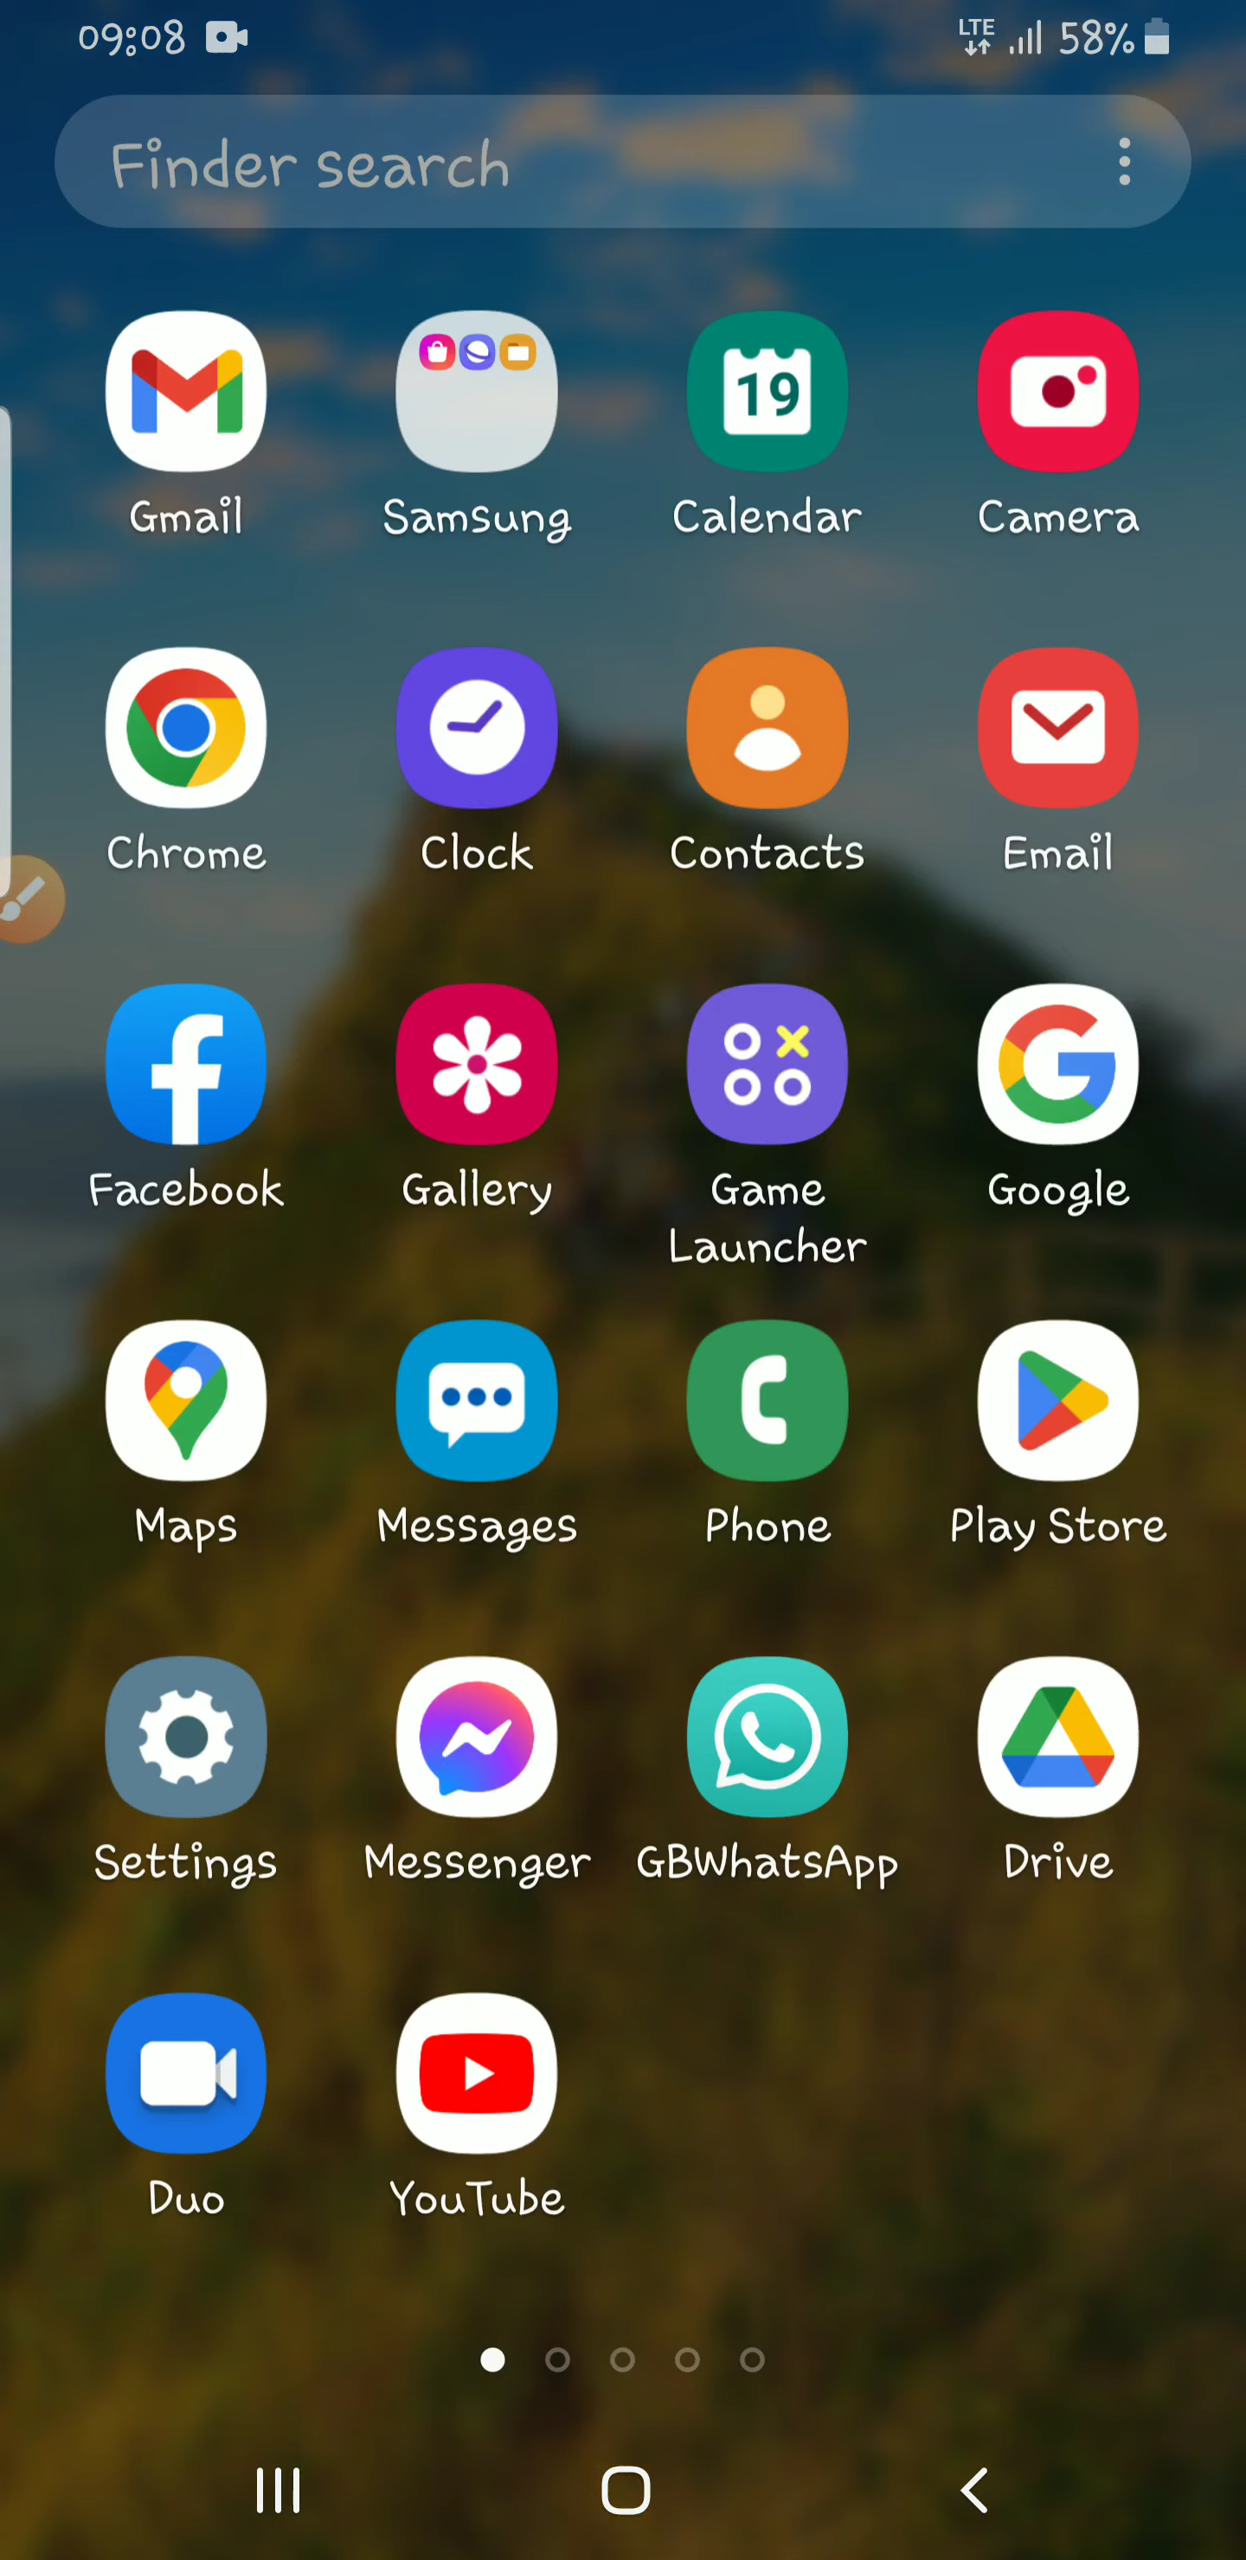 09:08 LTE 58%
Finder search
19
Gmail Samsung Calendar Camera
Chrome Clock Contacts Email
Facebook Gallery Game Launcher Google
Maps Messages Phone Play Store
Settings Messenger GBWhatsApp Drive
Duo YouTube